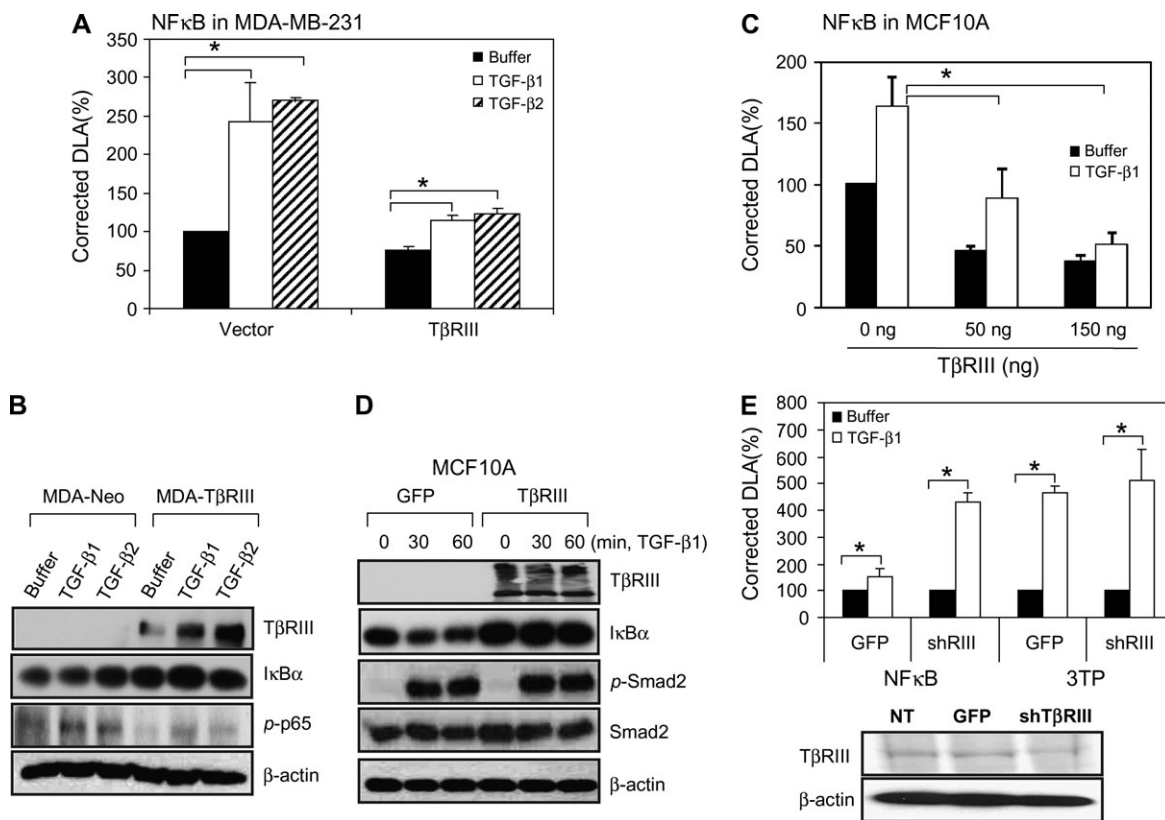 A
NFκB in MDA-MB-231
Corrected DLA(%)
350
300
250
200
150
100
50
0
*
*
Buffer
TGF-β1
TGF-β2
Vector
TβRIII
C
NFκB in MCF10A
Corrected DLA(%)
200
150
100
50
0
*
Buffer
TGF-β1
0 ng
50 ng
150 ng
TβRIII (ng)
B
MDA-Neo
MDA-TβRIII
Buffer
TGF-β1
TGF-β2
Buffer
TGF-β1
TGF-β2
TβRIII
IκBα
p-p65
β-actin
D
MCF10A
GFP
TβRIII
0 30 60 0 30 60 (min, TGF-β1)
TβRIII
IκBα
p-Smad2
Smad2
β-actin
E
Corrected DLA(%)
800
700
600
500
400
300
200
100
0
Buffer
TGF-β1
*
*
*
*
GFP
shRIII
GFP
shRIII
NFκB
3TP
NT GFP shTβRIII
TβRIII
β-actin